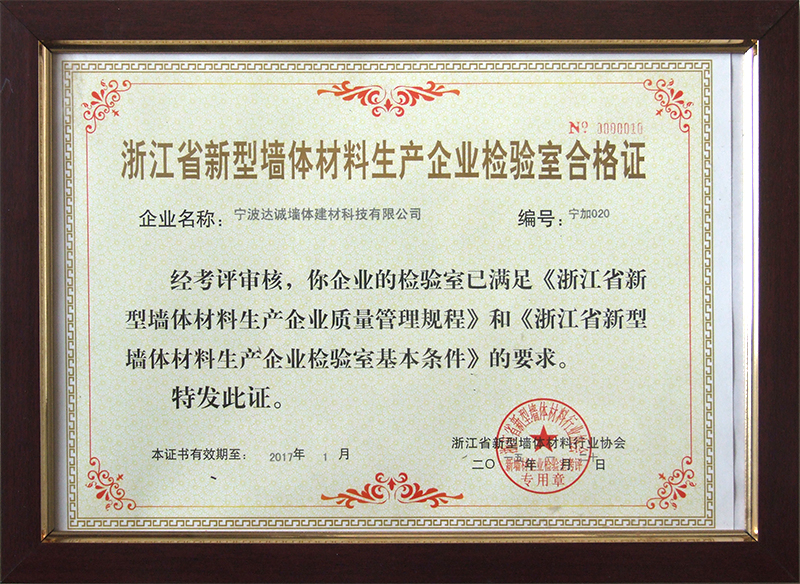 Nº 0000010
浙江省新型墙体材料生产企业检验室合格证
企业名称：宁波达诚墙体建材科技有限公司 编号：宁加020
经考评审核，你企业的检验室已满足《浙江省新
型墙体材料生产企业质量管理规程》和《浙江省新型
墙体材料生产企业检验室基本条件》的要求。
特发此证。
浙江省新型墙体材料行业协会
本证书有效期至：2017年 1 月
二〇一五年 月 日
专用章